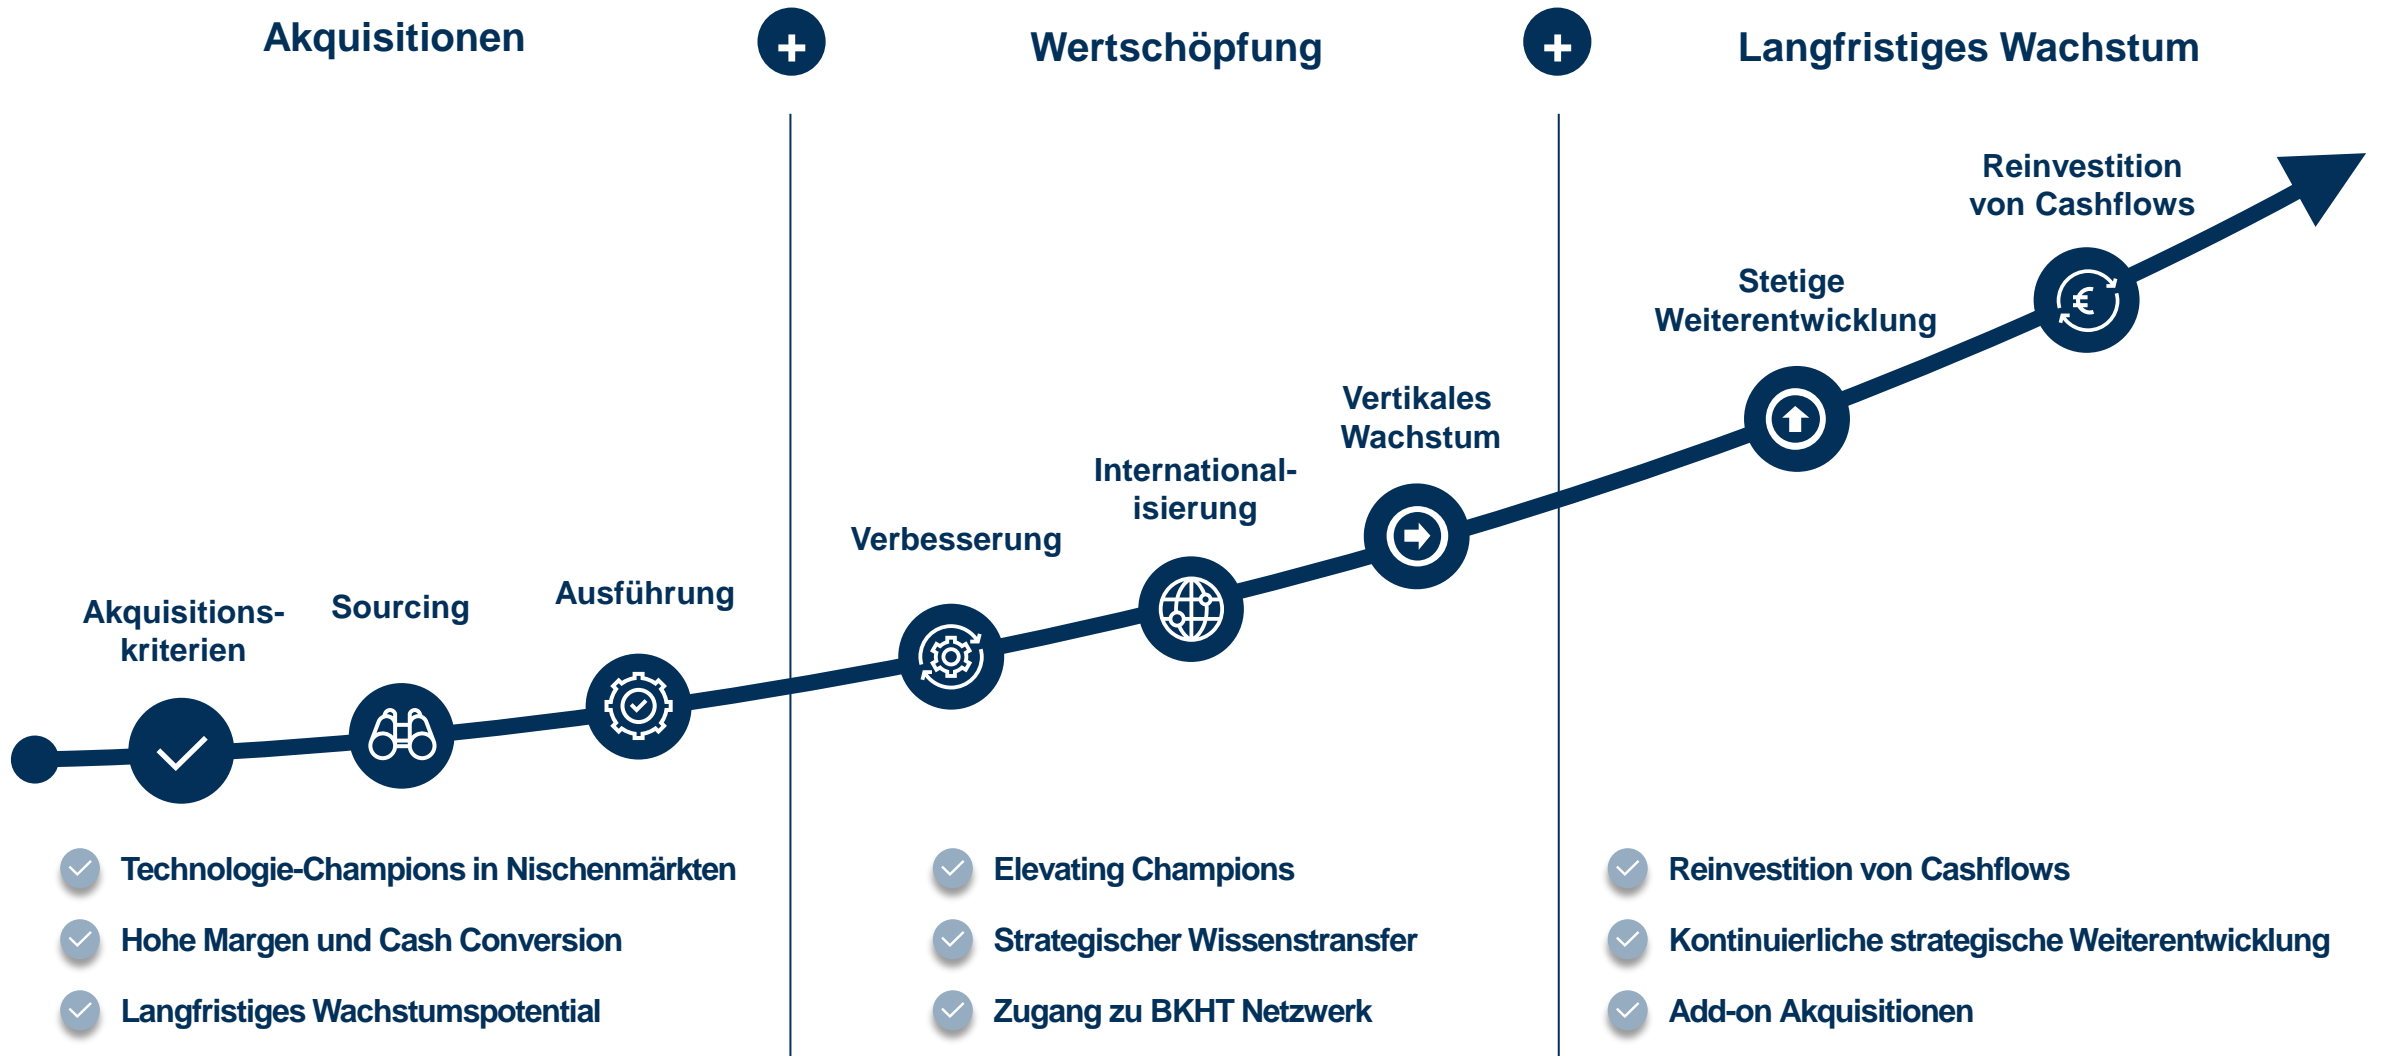 Akquisitionen
+
Wertschöpfung
+
Langfristiges Wachstum
Akquisitions-
kriterien
Sourcing
Ausführung
Verbesserung
International-
isierung
Vertikales
Wachstum
Stetige
Weiterentwicklung
Reinvestition
von Cashflows
€
Technologie-Champions in Nischenmärkten
Hohe Margen und Cash Conversion
Langfristiges Wachstumspotential
Elevating Champions
Strategischer Wissenstransfer
Zugang zu BKHT Netzwerk
Reinvestition von Cashflows
Kontinuierliche strategische Weiterentwicklung
Add-on Akquisitionen